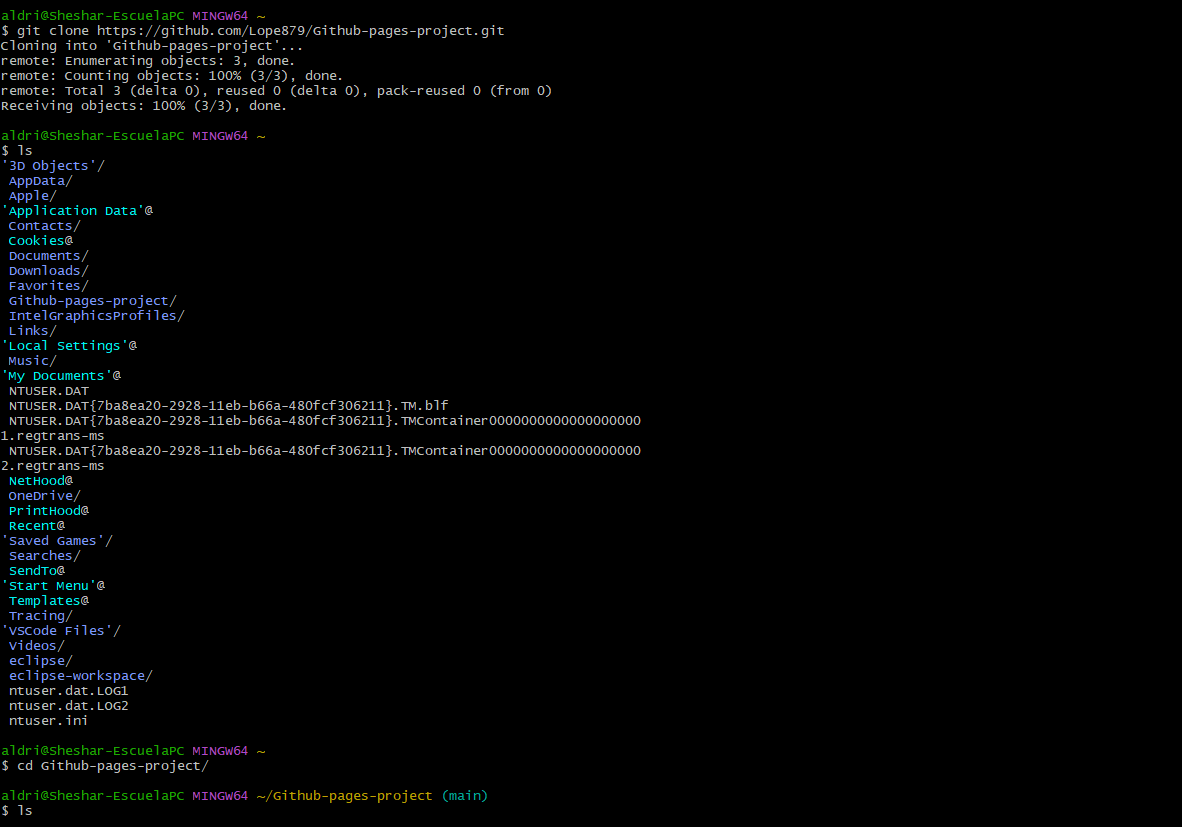 aldri@Sheshar-EscuelaPC MINGW64 ~
$ git clone https://github.com/Lope879/Github-pages-project.git
Cloning into 'Github-pages-project'...
remote: Enumerating objects: 3, done.
remote: Counting objects: 100% (3/3), done.
remote: Total 3 (delta 0), reused 0 (delta 0), pack-reused 0 (from 0)
Receiving objects: 100% (3/3), done.

aldri@Sheshar-EscuelaPC MINGW64 ~
$ ls
'3D Objects'/
 AppData/
 Apple/
'Application Data'@
 Contacts/
 Cookies@
 Documents/
 Downloads/
 Favorites/
 Github-pages-project/
 IntelGraphicsProfiles/
 Links/
'Local Settings'@
 Music/
'My Documents'@
 NTUSER.DAT
 NTUSER.DAT{7ba8ea20-2928-11eb-b66a-480fcf306211}.TM.blf
 NTUSER.DAT{7ba8ea20-2928-11eb-b66a-480fcf306211}.TMContainer0000000000000000000
1.regtrans-ms
 NTUSER.DAT{7ba8ea20-2928-11eb-b66a-480fcf306211}.TMContainer0000000000000000000
2.regtrans-ms
 NetHood@
 OneDrive/
 PrintHood@
 Recent@
'Saved Games'/
 Searches/
 SendTo@
'Start Menu'@
 Templates@
 Tracing/
'VSCode Files'/
 Videos/
 eclipse/
 eclipse-workspace/
 ntuser.dat.LOG1
 ntuser.dat.LOG2
 ntuser.ini

aldri@Sheshar-EscuelaPC MINGW64 ~
$ cd Github-pages-project/

aldri@Sheshar-EscuelaPC MINGW64 ~/Github-pages-project (main)
$ ls